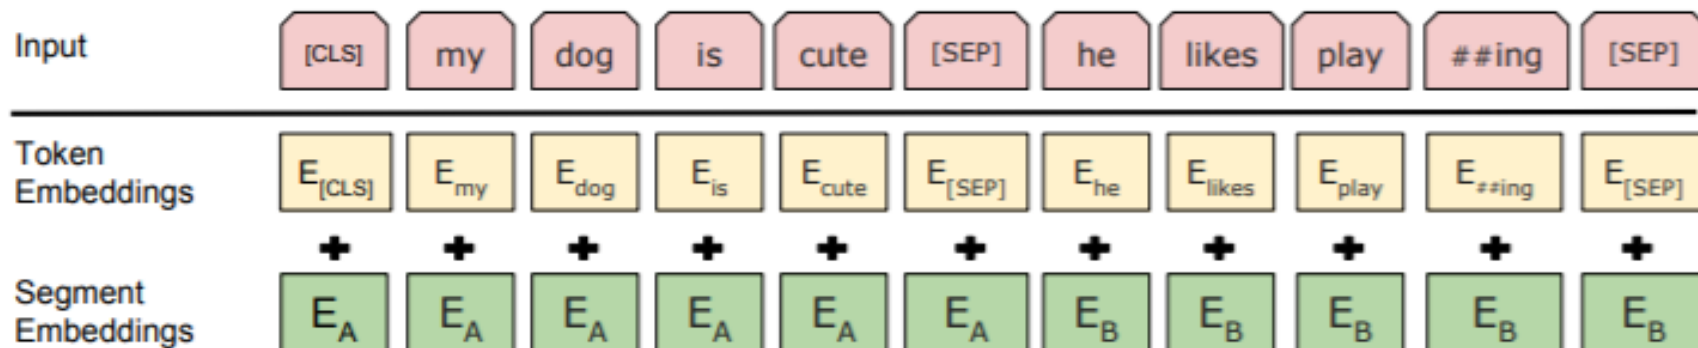 Input [CLS] my dog is cute [SEP] he likes play ##ing [SEP]
Token
Embeddings E[CLS] Emy Edog Eis Ecute E[SEP] Ehe Elikes Eplay E##ing E[SEP]
+ + + + + + + + + + +
Segment
Embeddings EA EA EA EA EA EA EB EB EB EB EB